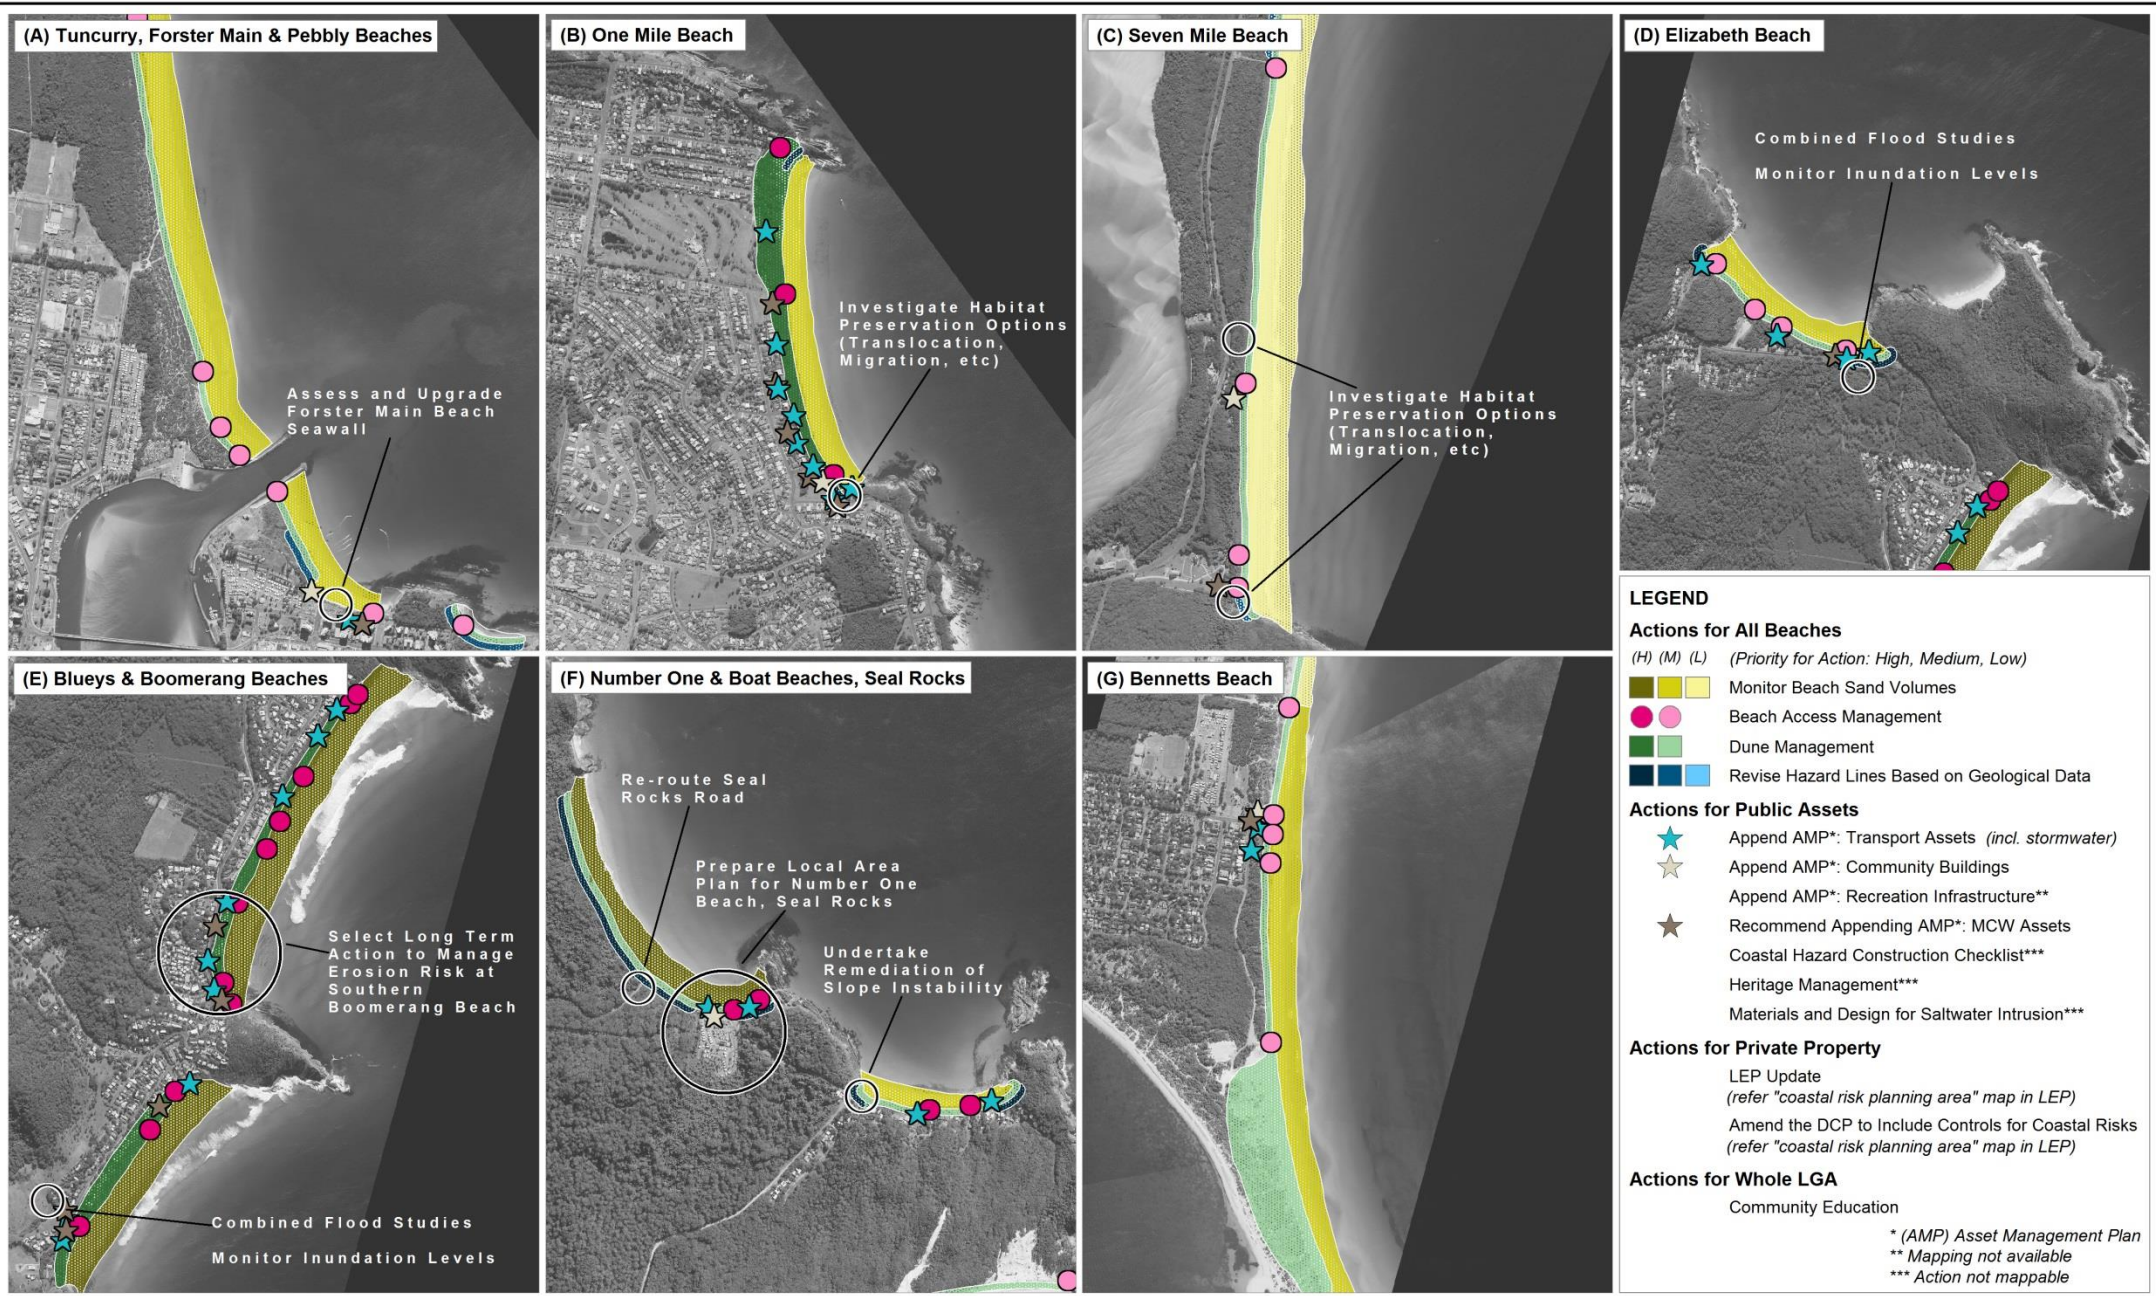 (A) Tuncurry, Forster Main & Pebbly Beaches
Assess and Upgrade
Forster Main Beach
Seawall
(B) One Mile Beach
Investigate Habitat
Preservation Options
(Translocation,
Migration, etc)
(C) Seven Mile Beach
Investigate Habitat
Preservation Options
(Translocation,
Migration, etc)
(D) Elizabeth Beach
Combined Flood Studies
Monitor Inundation Levels
(E) Blueys & Boomerang Beaches
Select Long Term
Action to Manage
Erosion Risk at
Southern
Boomerang Beach
Combined Flood Studies
Monitor Inundation Levels
(F) Number One & Boat Beaches, Seal Rocks
Re-route Seal
Rocks Road
Prepare Local Area
Plan for Number One
Beach, Seal Rocks
Undertake
Remediation of
Slope Instability
(G) Bennetts Beach
LEGEND
Actions for All Beaches
(H) (M) (L) (Priority for Action: High, Medium, Low)
Monitor Beach Sand Volumes
Beach Access Management
Dune Management
Revise Hazard Lines Based on Geological Data
Actions for Public Assets
Append AMP*: Transport Assets (incl. stormwater)
Append AMP*: Community Buildings
Append AMP*: Recreation Infrastructure**
Recommend Appending AMP*: MCW Assets
Coastal Hazard Construction Checklist***
Heritage Management***
Materials and Design for Saltwater Intrusion***
Actions for Private Property
LEP Update
(refer "coastal risk planning area" map in LEP)
Amend the DCP to Include Controls for Coastal Risks
(refer "coastal risk planning area" map in LEP)
Actions for Whole LGA
Community Education
* (AMP) Asset Management Plan
** Mapping not available
*** Action not mappable